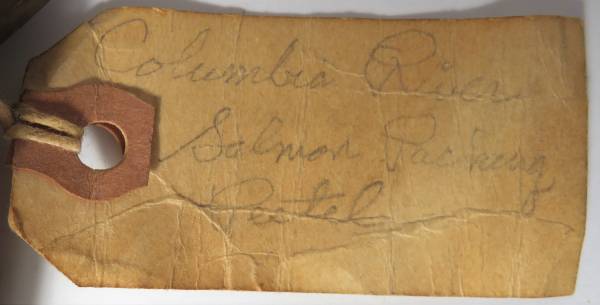 Columbia River
Salmon Packing